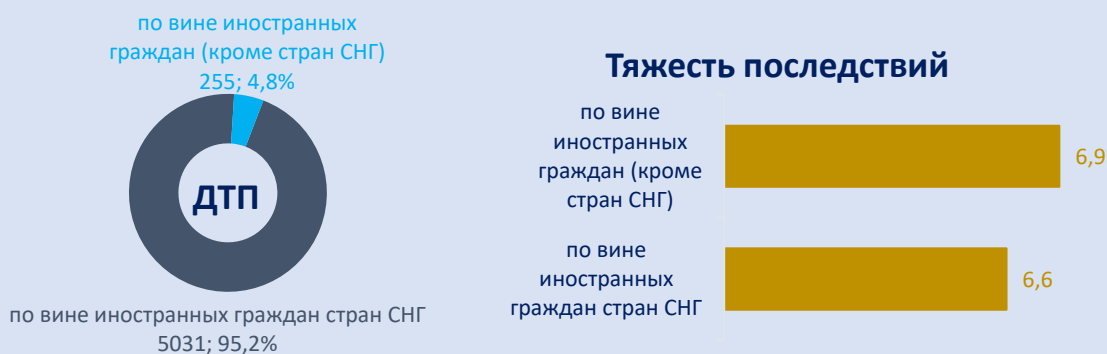 по вине иностранных
граждан (кроме стран СНГ)
255; 4,8%
ДТП
по вине иностранных граждан стран СНГ
5031; 95,2%
Тяжесть последствий
по вине
иностранных
граждан (кроме
стран СНГ)
6,9
по вине
иностранных
граждан стран СНГ
6,6